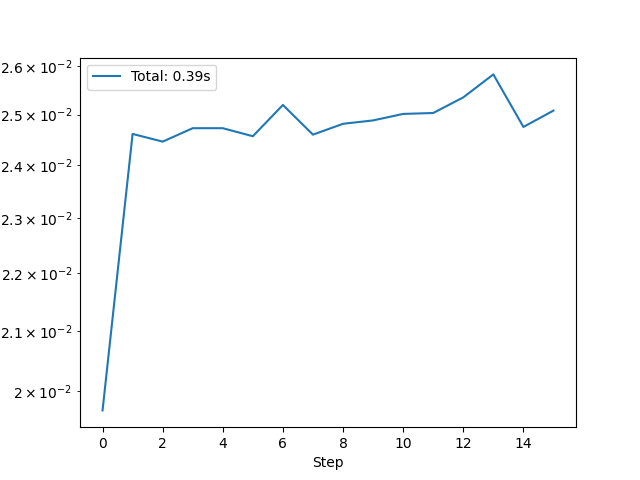 Total: 0.39s
2.6 × 10⁻²
2.5 × 10⁻²
2.4 × 10⁻²
2.3 × 10⁻²
2.2 × 10⁻²
2.1 × 10⁻²
2 × 10⁻²
0 2 4 6 8 10 12 14
Step